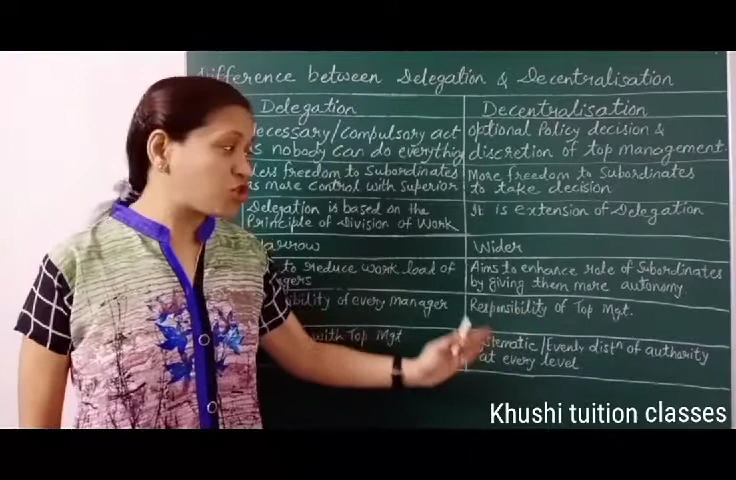 Difference between Delegation & Decentralisation
Delegation
Decentralisation
Necessary/compulsory act
as nobody can do everything
optional Policy decision &
discretion of top management.
Less freedom to Subordinates
as more control with Superior
More freedom to Subordinates
to take decision
Delegation is based on the
Principle of Division of Work
It is extension of Delegation
Narrow
Wider
to reduce work load of
Aims to enhance role of Subordinates
by giving them more autonomy
of every manager
Responsibility of Top Mgt.
with Top Mgt
Systematic/Evenly distn of authority
at every level
Khushi tuition classes